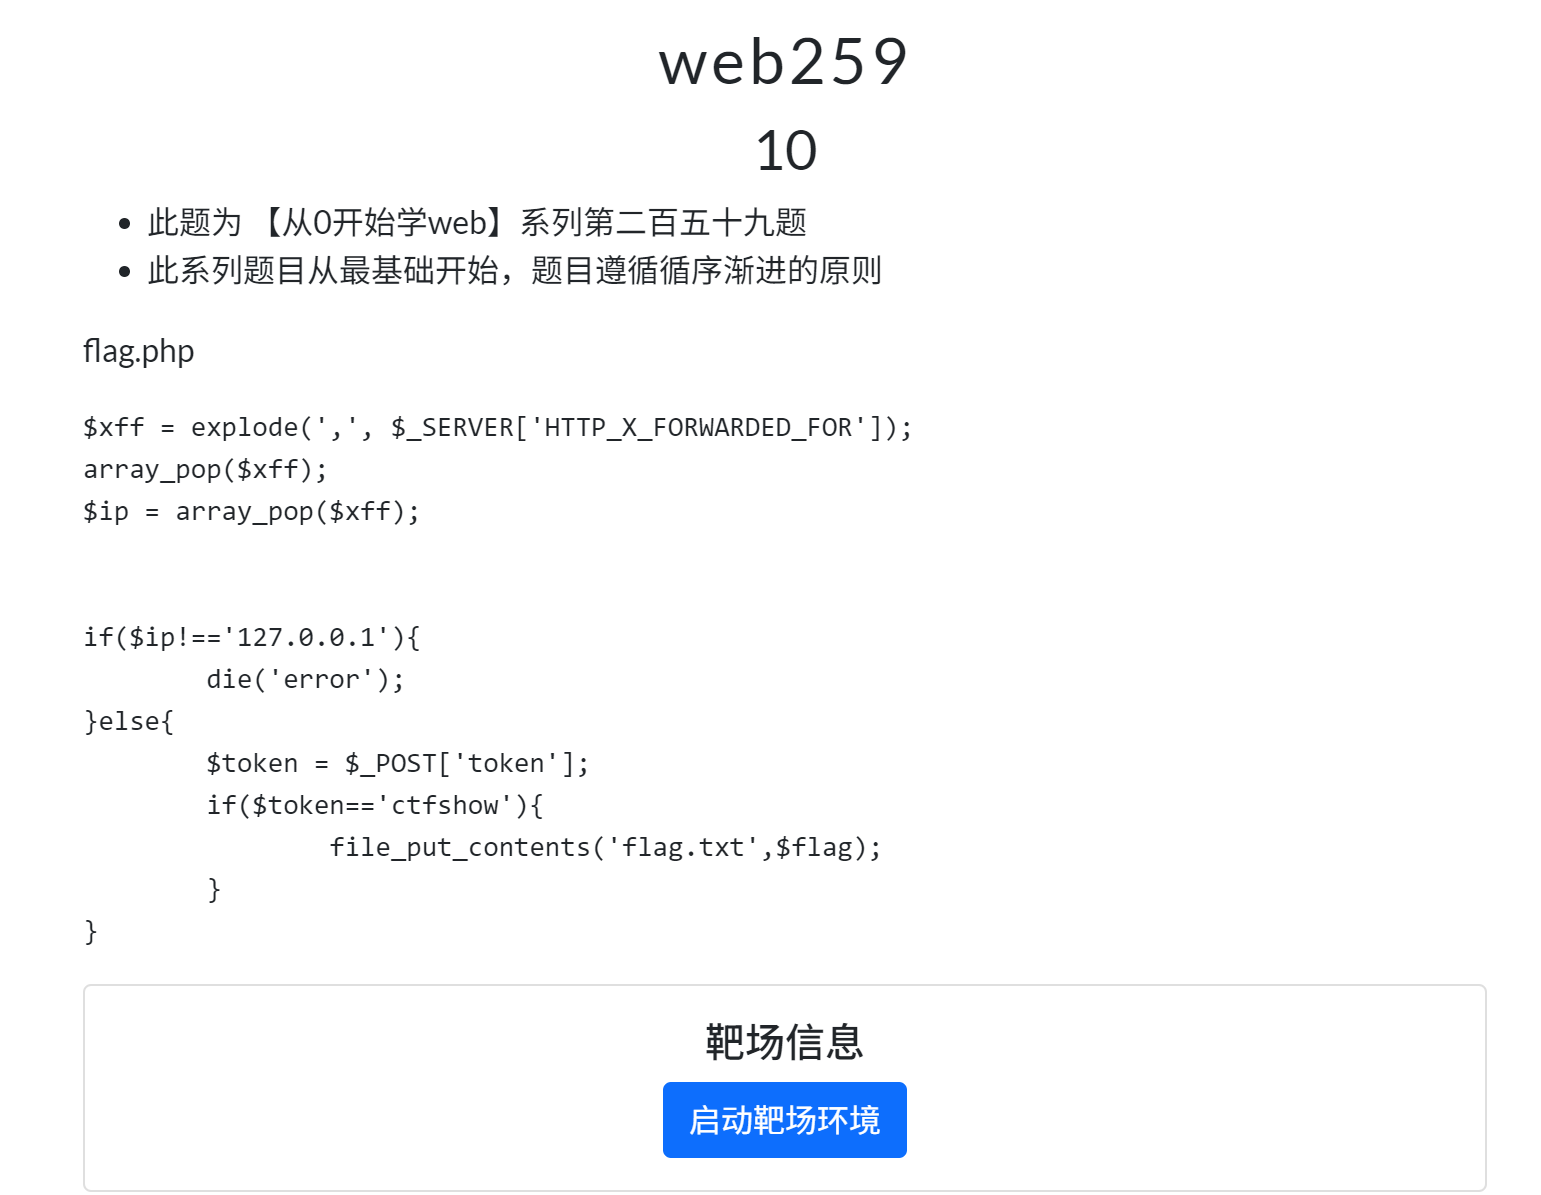 web259
10
此题为 【从0开始学web】系列第二百五十九题
此系列题目从最基础开始，题目遵循循序渐进的原则
flag.php
$xff = explode(',', $_SERVER['HTTP_X_FORWARDED_FOR']);
array_pop($xff);
$ip = array_pop($xff);
if($ip!=='127.0.0.1'){
die('error');
}else{
$token = $_POST['token'];
if($token=='ctfshow'){
file_put_contents('flag.txt',$flag);
}
}
靶场信息
启动靶场环境